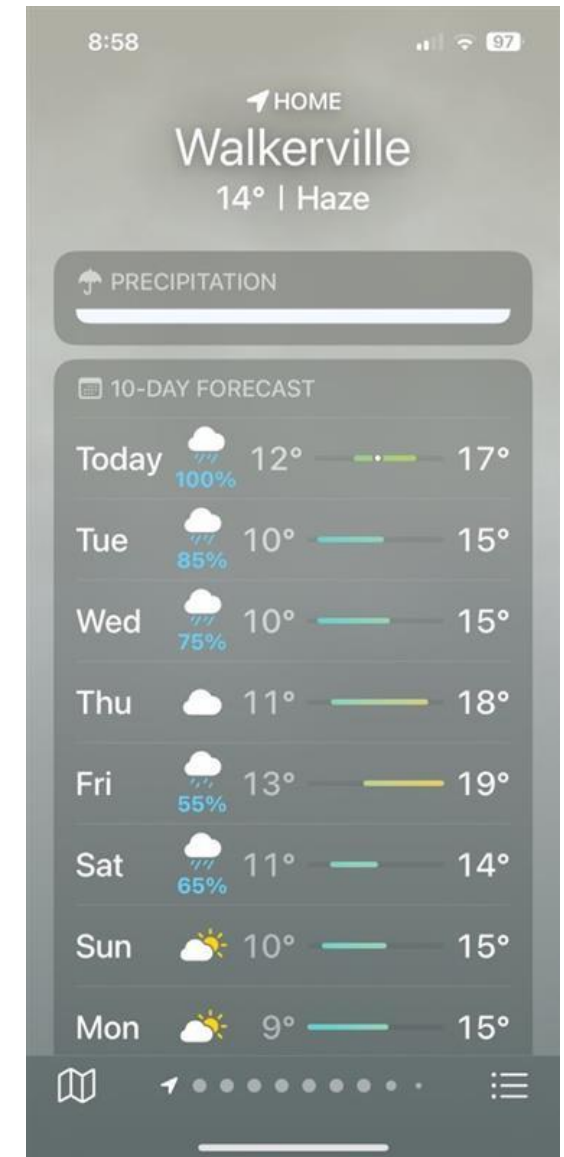 8:58 97
HOME
Walkerville
14° | Haze
PRECIPITATION
10-DAY FORECAST
Today 100% 12° 17°
Tue 85% 10° 15°
Wed 75% 10° 15°
Thu 11° 18°
Fri 55% 13° 19°
Sat 65% 11° 14°
Sun 10° 15°
Mon 9° 15°